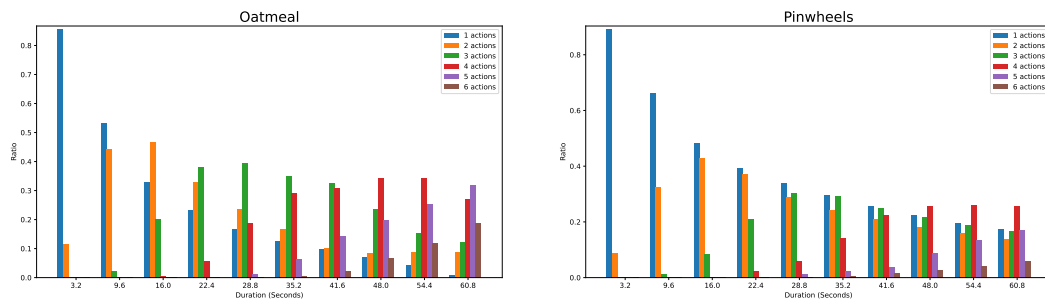 Oatmeal
1 actions
2 actions
3 actions
4 actions
5 actions
6 actions
0.8
0.7
0.6
0.5
0.4
0.3
0.2
0.1
0.0
Ratio
3.2 9.6 16.0 22.4 28.8 35.2 41.6 48.0 54.4 60.8
Duration (Seconds)
Pinwheels
1 actions
2 actions
3 actions
4 actions
5 actions
6 actions
0.8
0.6
0.4
0.2
0.0
Ratio
3.2 9.6 16.0 22.4 28.8 35.2 41.6 48.0 54.4 60.8
Duration (Seconds)